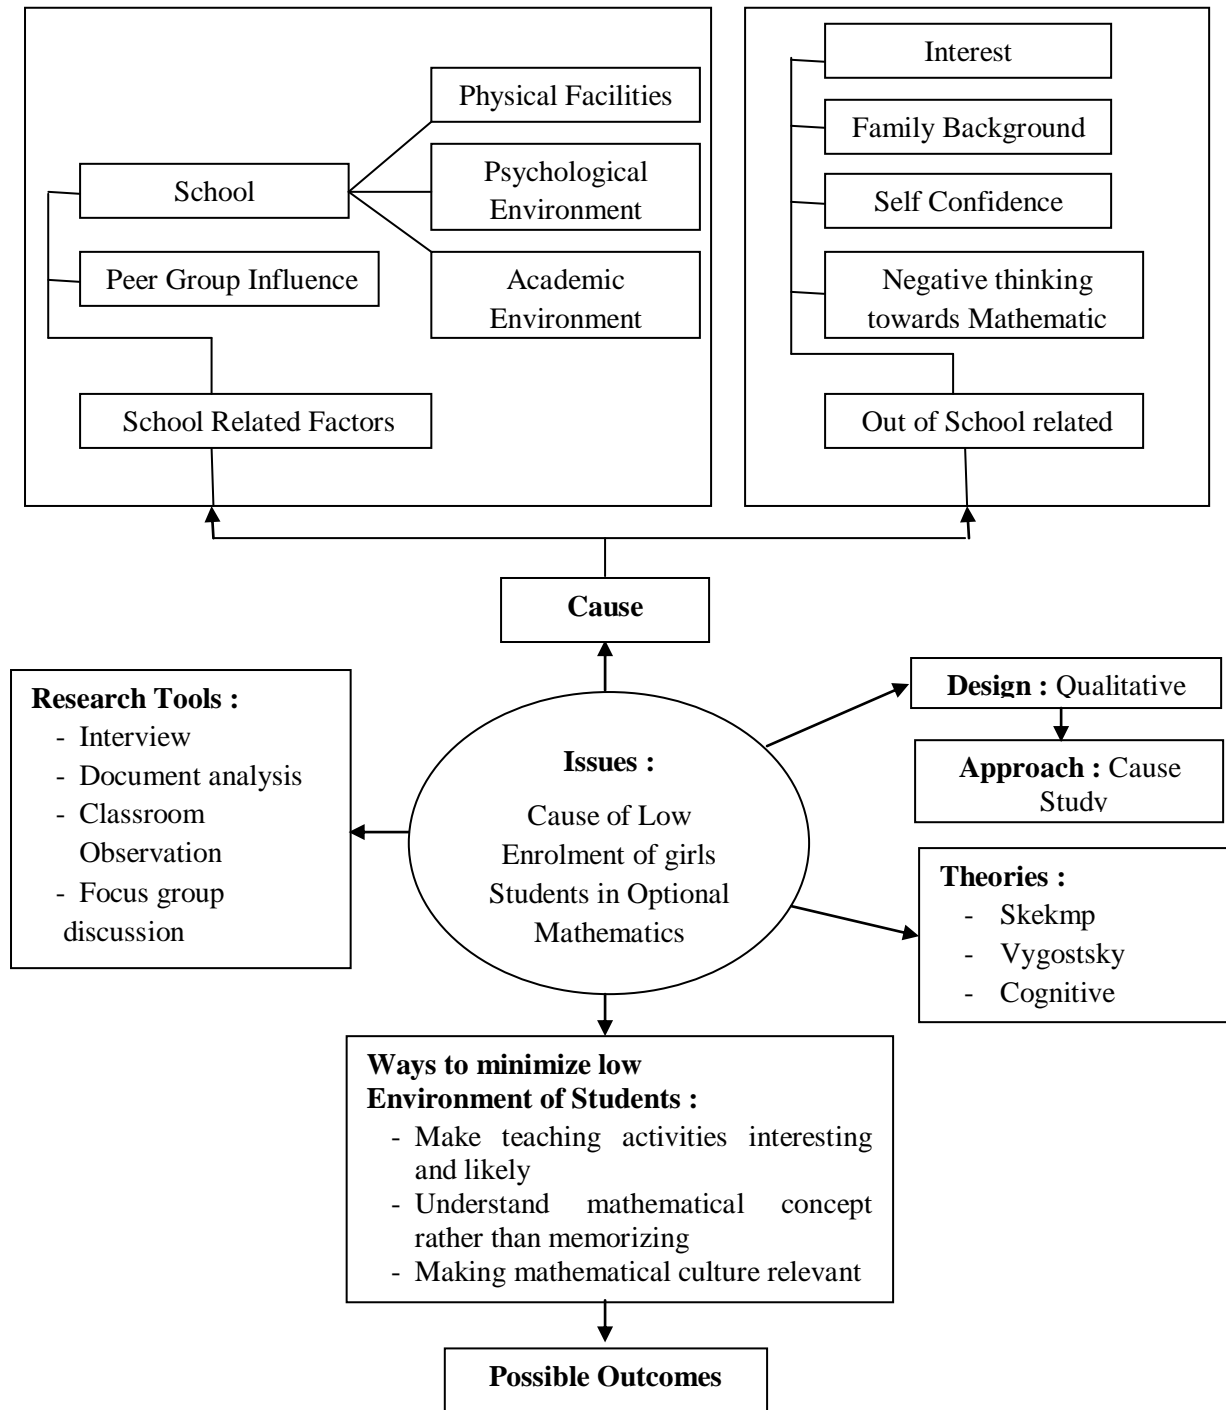 Physical Facilities
School
Psychological
Environment
Peer Group Influence
Academic
Environment
School Related Factors
Interest
Family Background
Self Confidence
Negative thinking
towards Mathematic
Out of School related
Cause
Research Tools :
- Interview
- Document analysis
- Classroom
Observation
- Focus group
discussion
Issues :
Cause of Low
Enrolment of girls
Students in Optional
Mathematics
Design : Qualitative
Approach : Cause
Study
Theories :
- Skekmp
- Vygostsky
- Cognitive
Ways to minimize low
Environment of Students :
- Make teaching activities interesting
and likely
- Understand mathematical concept
rather than memorizing
- Making mathematical culture relevant
Possible Outcomes